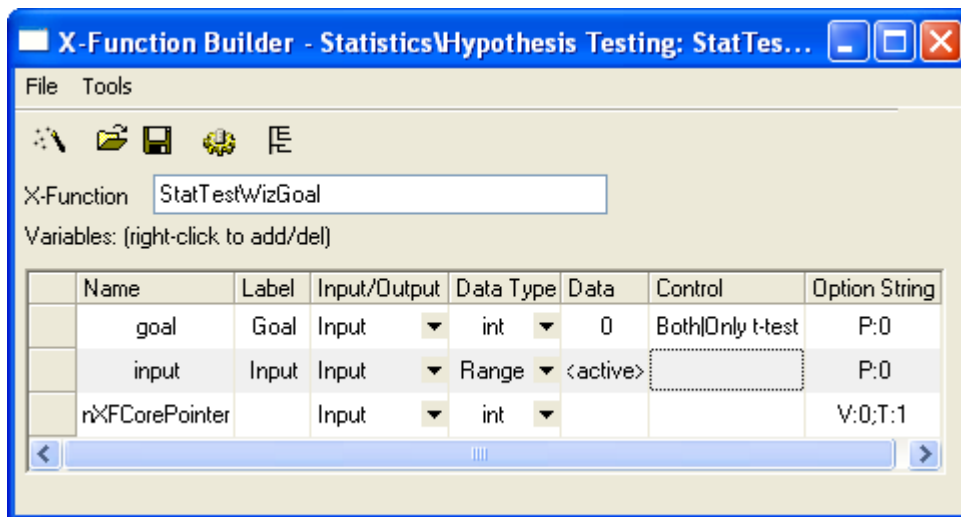 X-Function Builder - Statistics\Hypothesis Testing: StatTes...
File Tools
X-Function StatTestWizGoal
Variables: (right-click to add/del)
Name Label Input/Output Data Type Data Control Option String
goal Goal Input int 0 Both|Only t-test P:0
input Input Input Range <active> P:0
nXFCorePointer Input int V:0;T:1